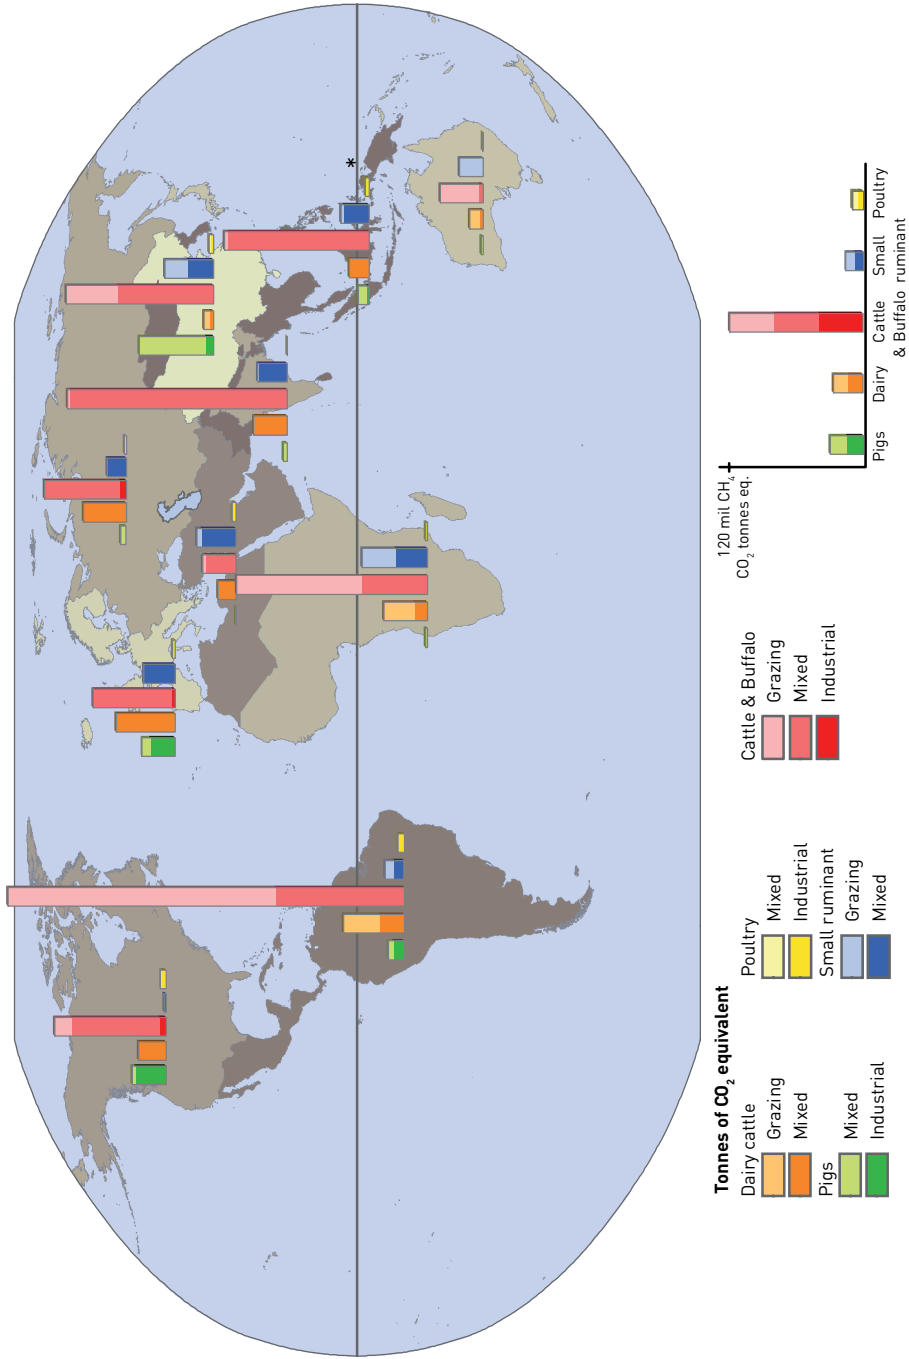 *
Tonnes of CO₂ equivalent
Dairy cattle
Grazing
Mixed
Pigs
Mixed
Industrial
Poultry
Mixed
Industrial
Small ruminant
Grazing
Mixed
Cattle & Buffalo
Grazing
Mixed
Industrial
120 mil CH₄
CO₂ tonnes eq.
Pigs
Dairy
Cattle
& Buffalo
Small
ruminant
Poultry